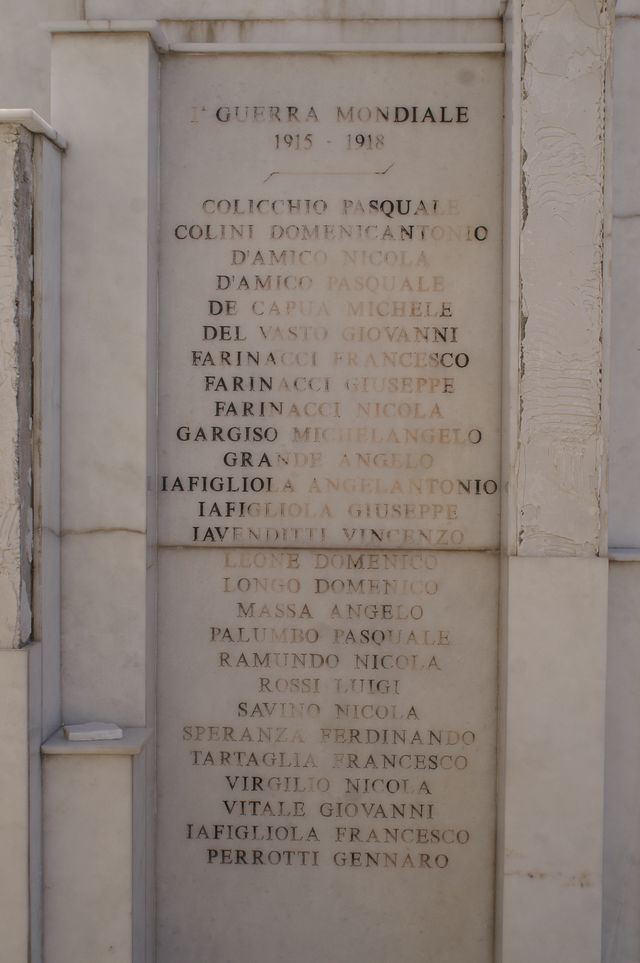 1ª GUERRA MONDIALE
1915 - 1918
COLICCHIO PASQUALE
COLINI DOMENICANTONIO
D'AMICO NICOLA
D'AMICO PASQUALE
DE CAPUA MICHELE
DEL VASTO GIOVANNI
FARINACCI FRANCESCO
FARINACCI GIUSEPPE
FARINACCI NICOLA
GARGISO MICHELANGELO
GRANDE ANGELO
IAFIGLIOLA ANGELANTONIO
IAFIGLIOLA GIUSEPPE
IAVENDITTI VINCENZO
LEONE DOMENICO
LONGO DOMENICO
MASSA ANGELO
PALUMBO PASQUALE
RAMUNDO NICOLA
ROSSI LUIGI
SAVINO NICOLA
SPERANZA FERDINANDO
TARTAGLIA FRANCESCO
VIRGILIO NICOLA
VITALE GIOVANNI
IAFIGLIOLA FRANCESCO
PERROTTI GENNARO